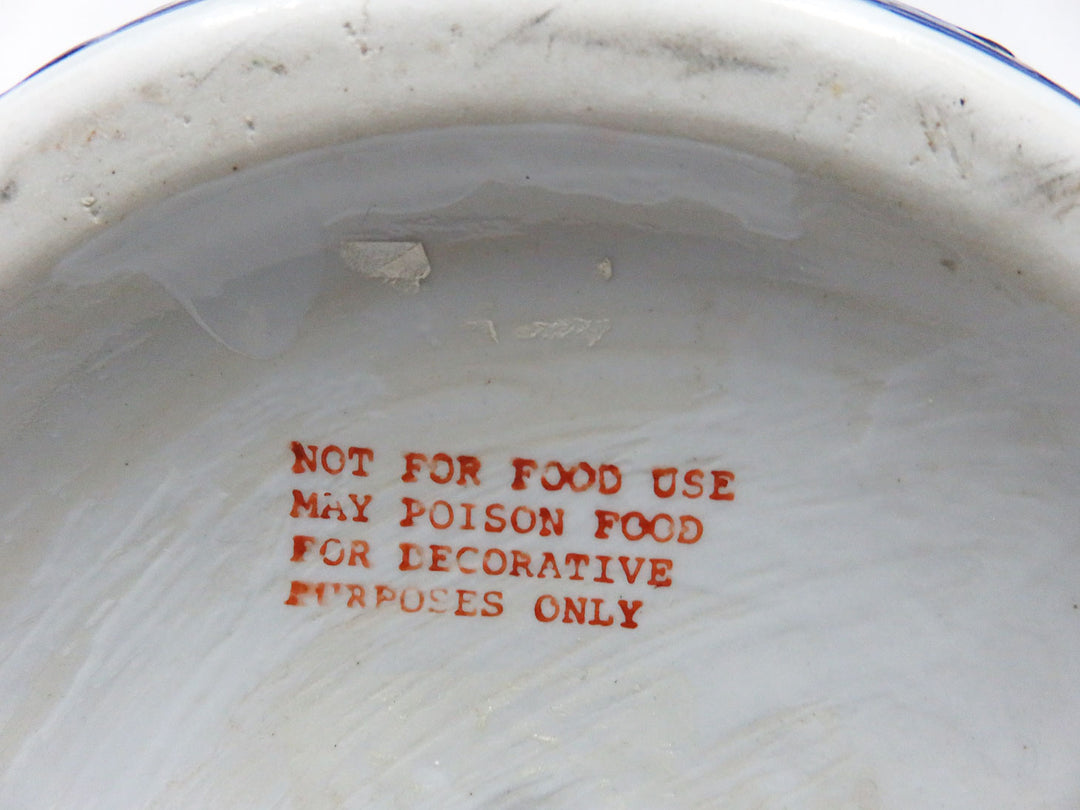 NOT FOR FOOD USE
MAY POISON FOOD
FOR DECORATIVE
PURPOSES ONLY